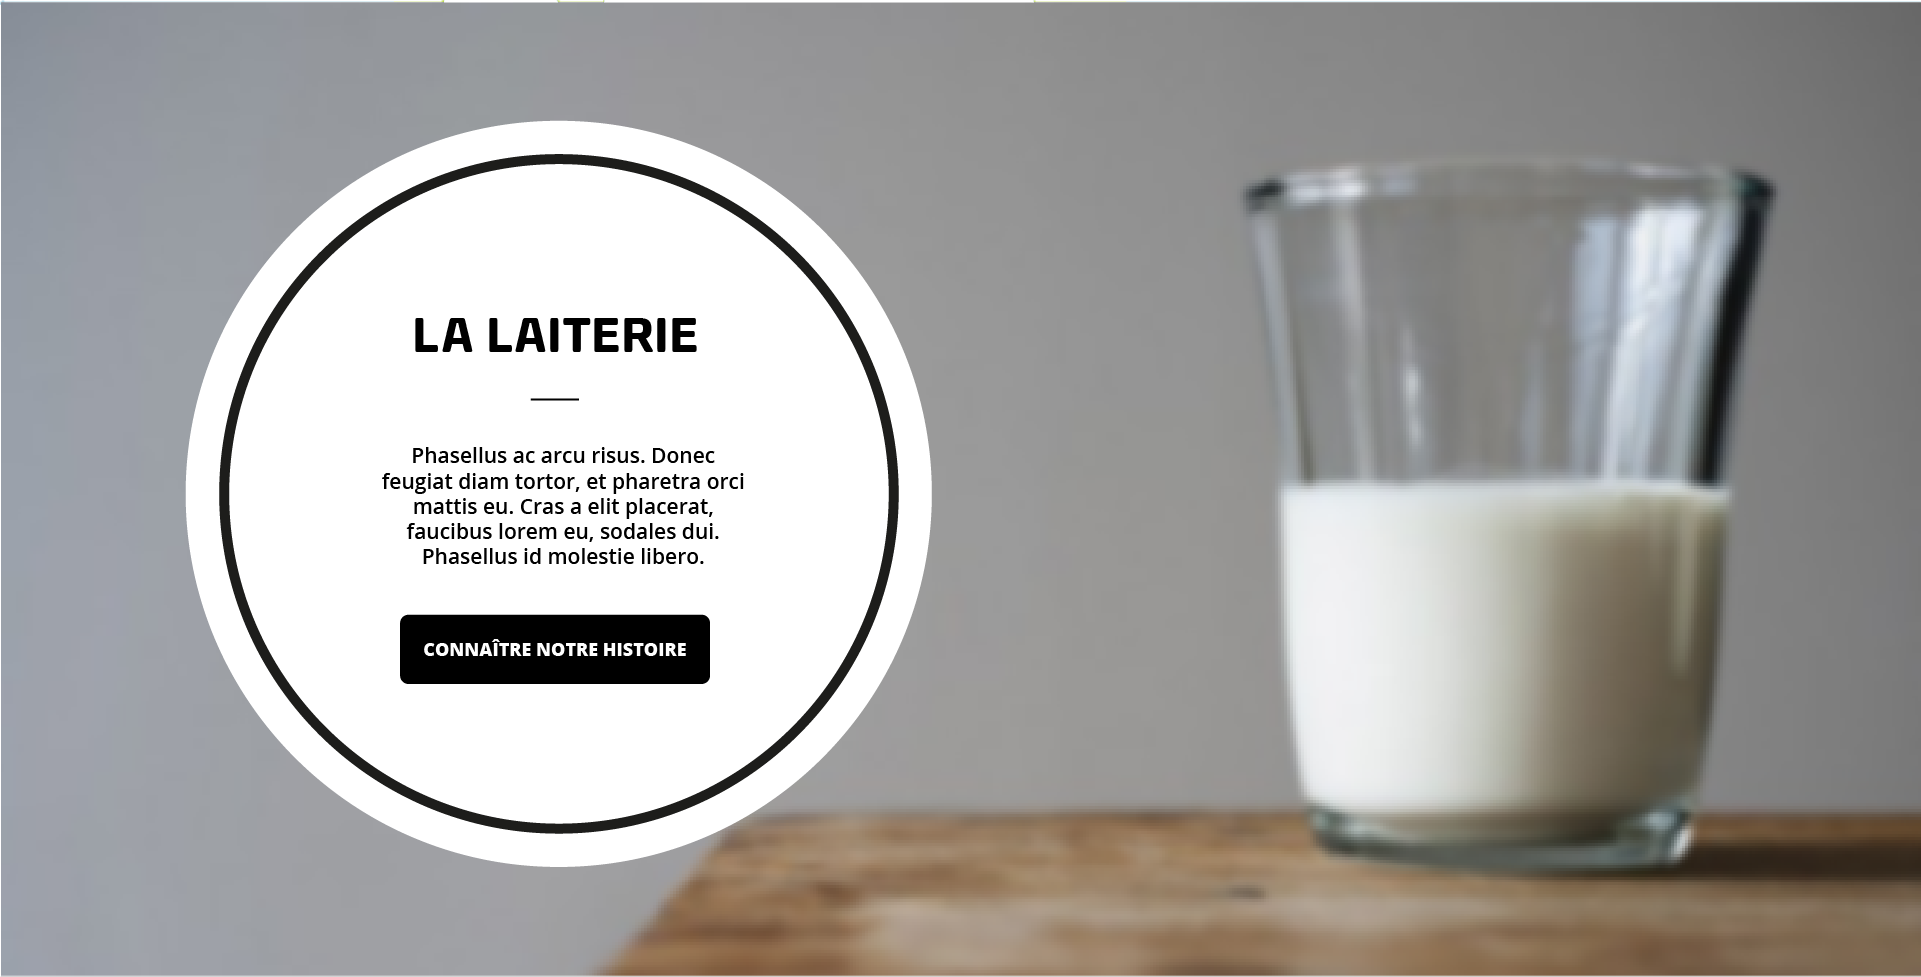 LA LAITERIE
Phasellus ac arcu risus. Donec
feugiat diam tortor, et pharetra orci
mattis eu. Cras a elit placerat,
faucibus lorem eu, sodales dui.
Phasellus id molestie libero.
CONNAÎTRE NOTRE HISTOIRE